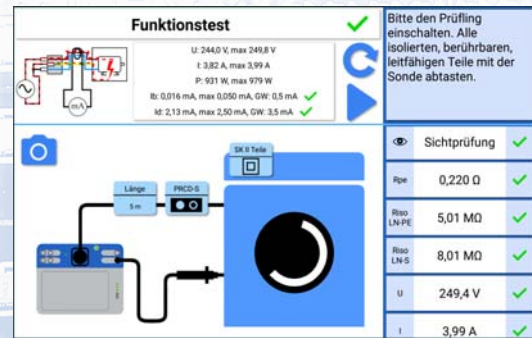 Funktionstest
U: 244,0 V, max 249,8 V
I: 3,82 A, max 3,99 A
P: 931 W, max 979 W
Ib: 0,016 mA, max 0,050 mA, GW: 0,5 mA
Id: 2,13 mA, max 2,50 mA, GW: 3,5 mA
mA
Bitte den Prüfling
einschalten. Alle
isolierten, berührbaren,
leitfähigen Teile mit der
Sonde abtasten.
SK II Teile
Länge
5 m
PRCD-S
Sichtprüfung
Rpe 0,220 Ω
Riso
LN-PE
5,01 MΩ
Riso
LN-S
8,01 MΩ
U 249,4 V
I 3,99 A